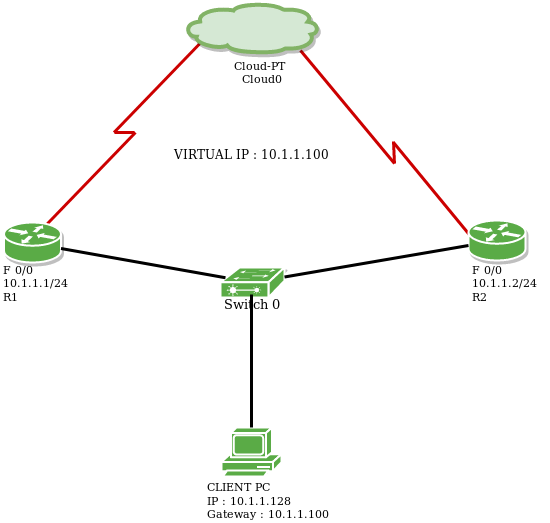 Cloud-PT
Cloud0
VIRTUAL IP : 10.1.1.100
F 0/0
10.1.1.1/24
R1
F 0/0
10.1.1.2/24
R2
Switch 0
CLIENT PC
IP : 10.1.1.128
Gateway : 10.1.1.100